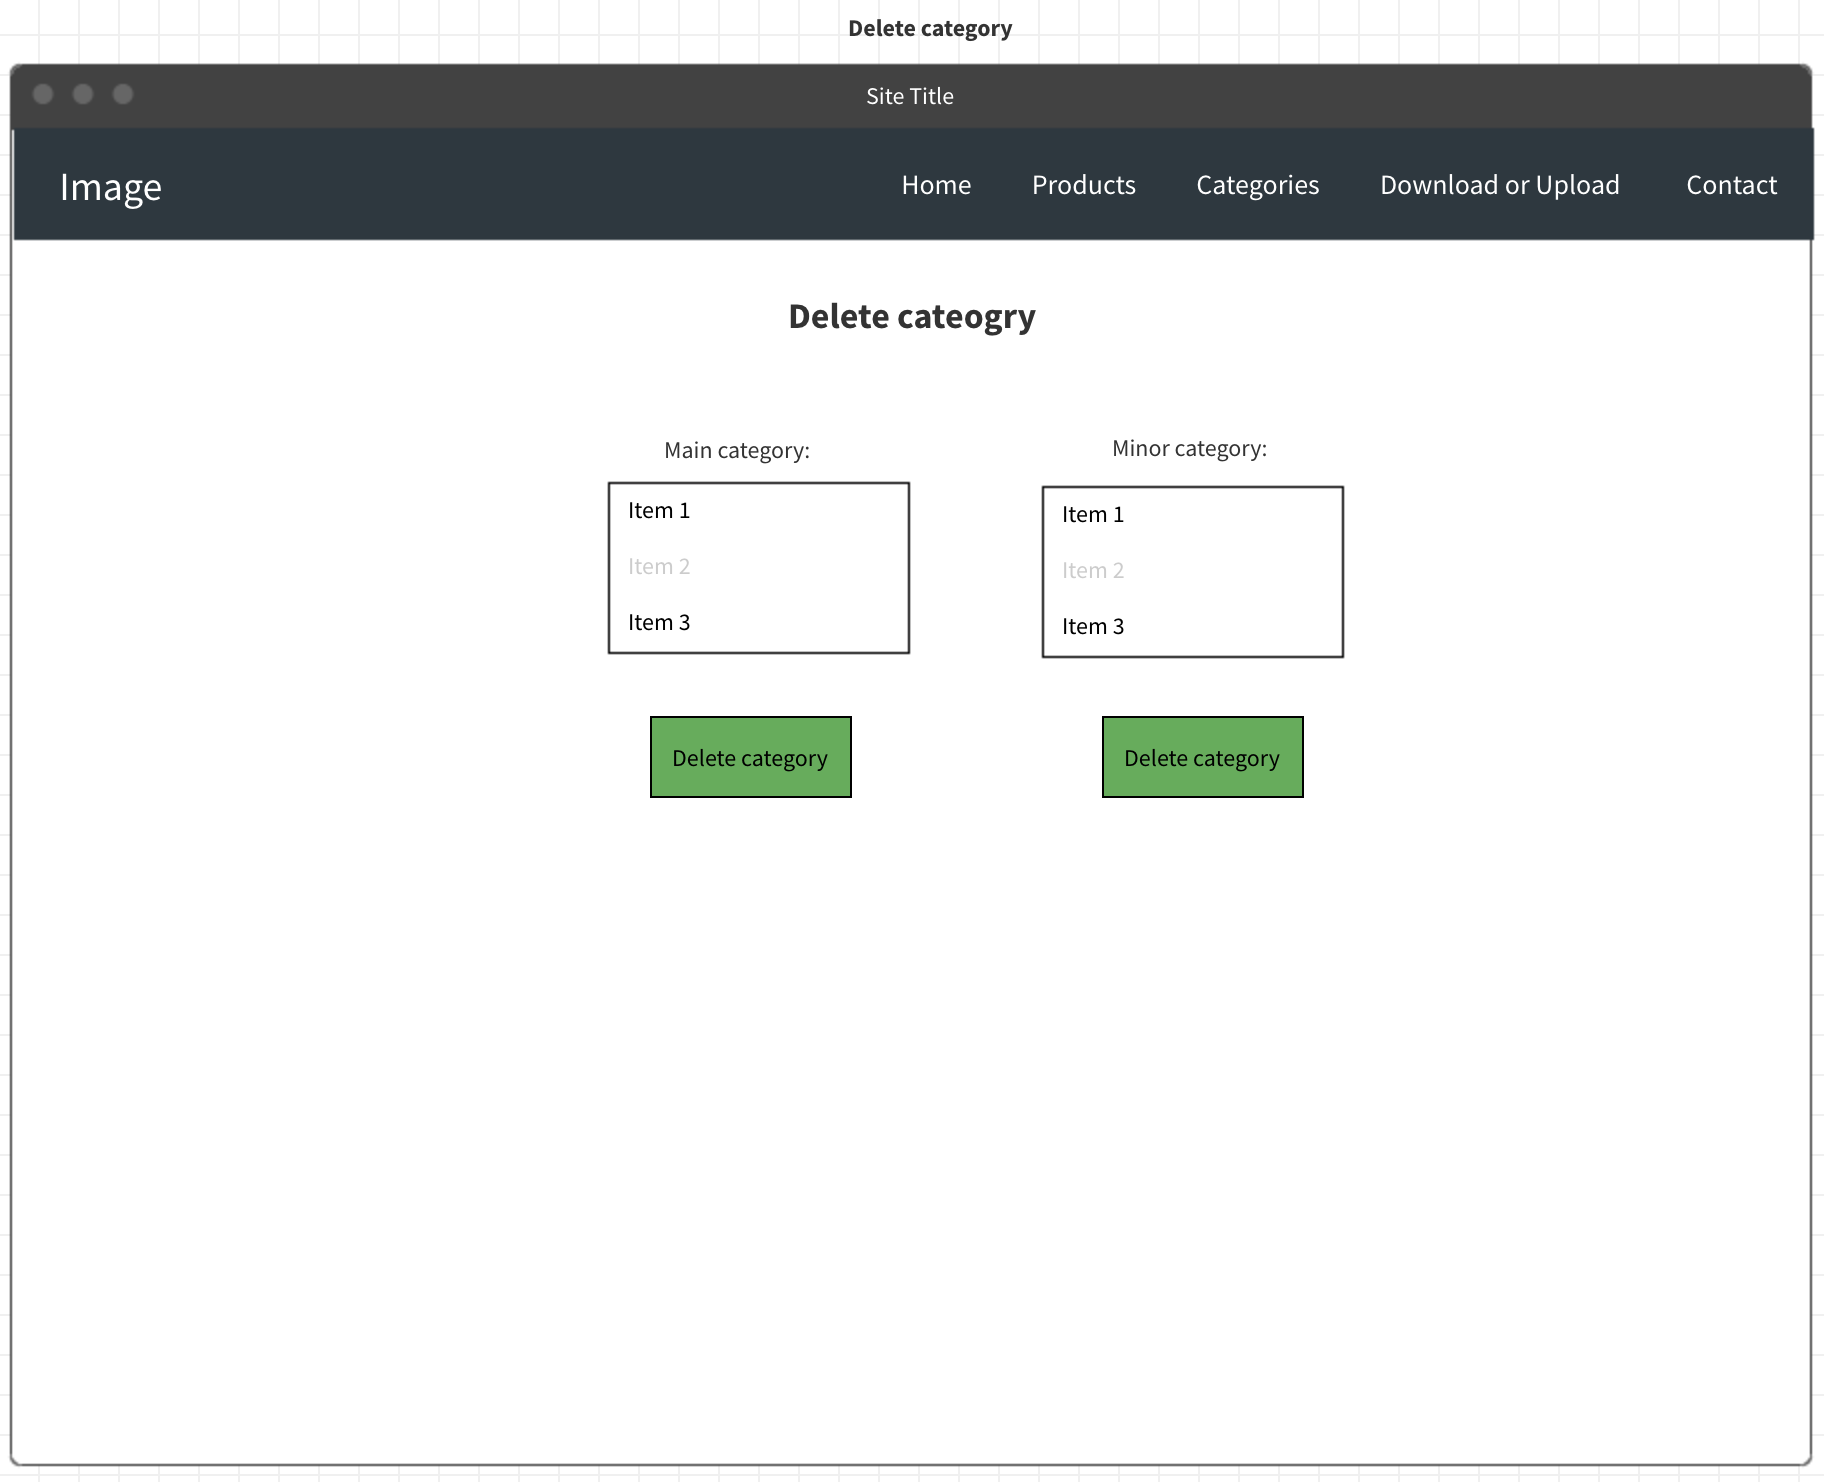 Delete category
Site Title
Image Home Products Categories Download or Upload Contact
Delete cateogry
Main category: Minor category:
Item 1 Item 1
Item 2 Item 2
Item 3 Item 3
Delete category Delete category